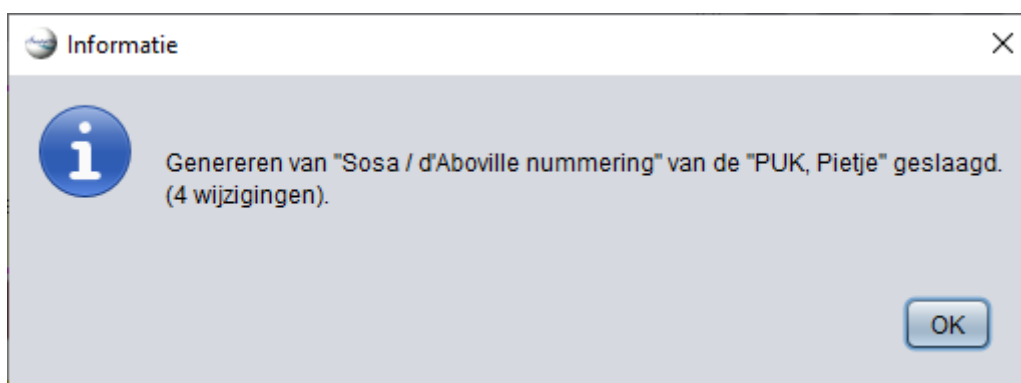 Informatie
Genereren van "Sosa / d'Aboville nummering" van de "PUK, Pietje" geslaagd.
(4 wijzigingen).
OK